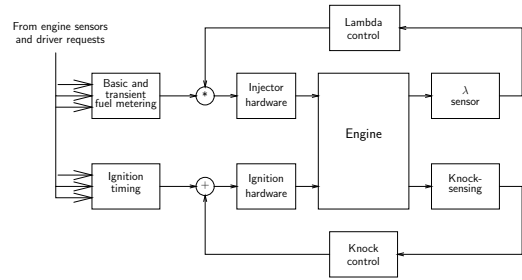 From engine sensors
and driver requests
Lambda
control
Basic and
transient
fuel metering
*
Injector
hardware
Engine
λ
sensor
Ignition
timing
+
Ignition
hardware
Knock-
sensing
Knock
control